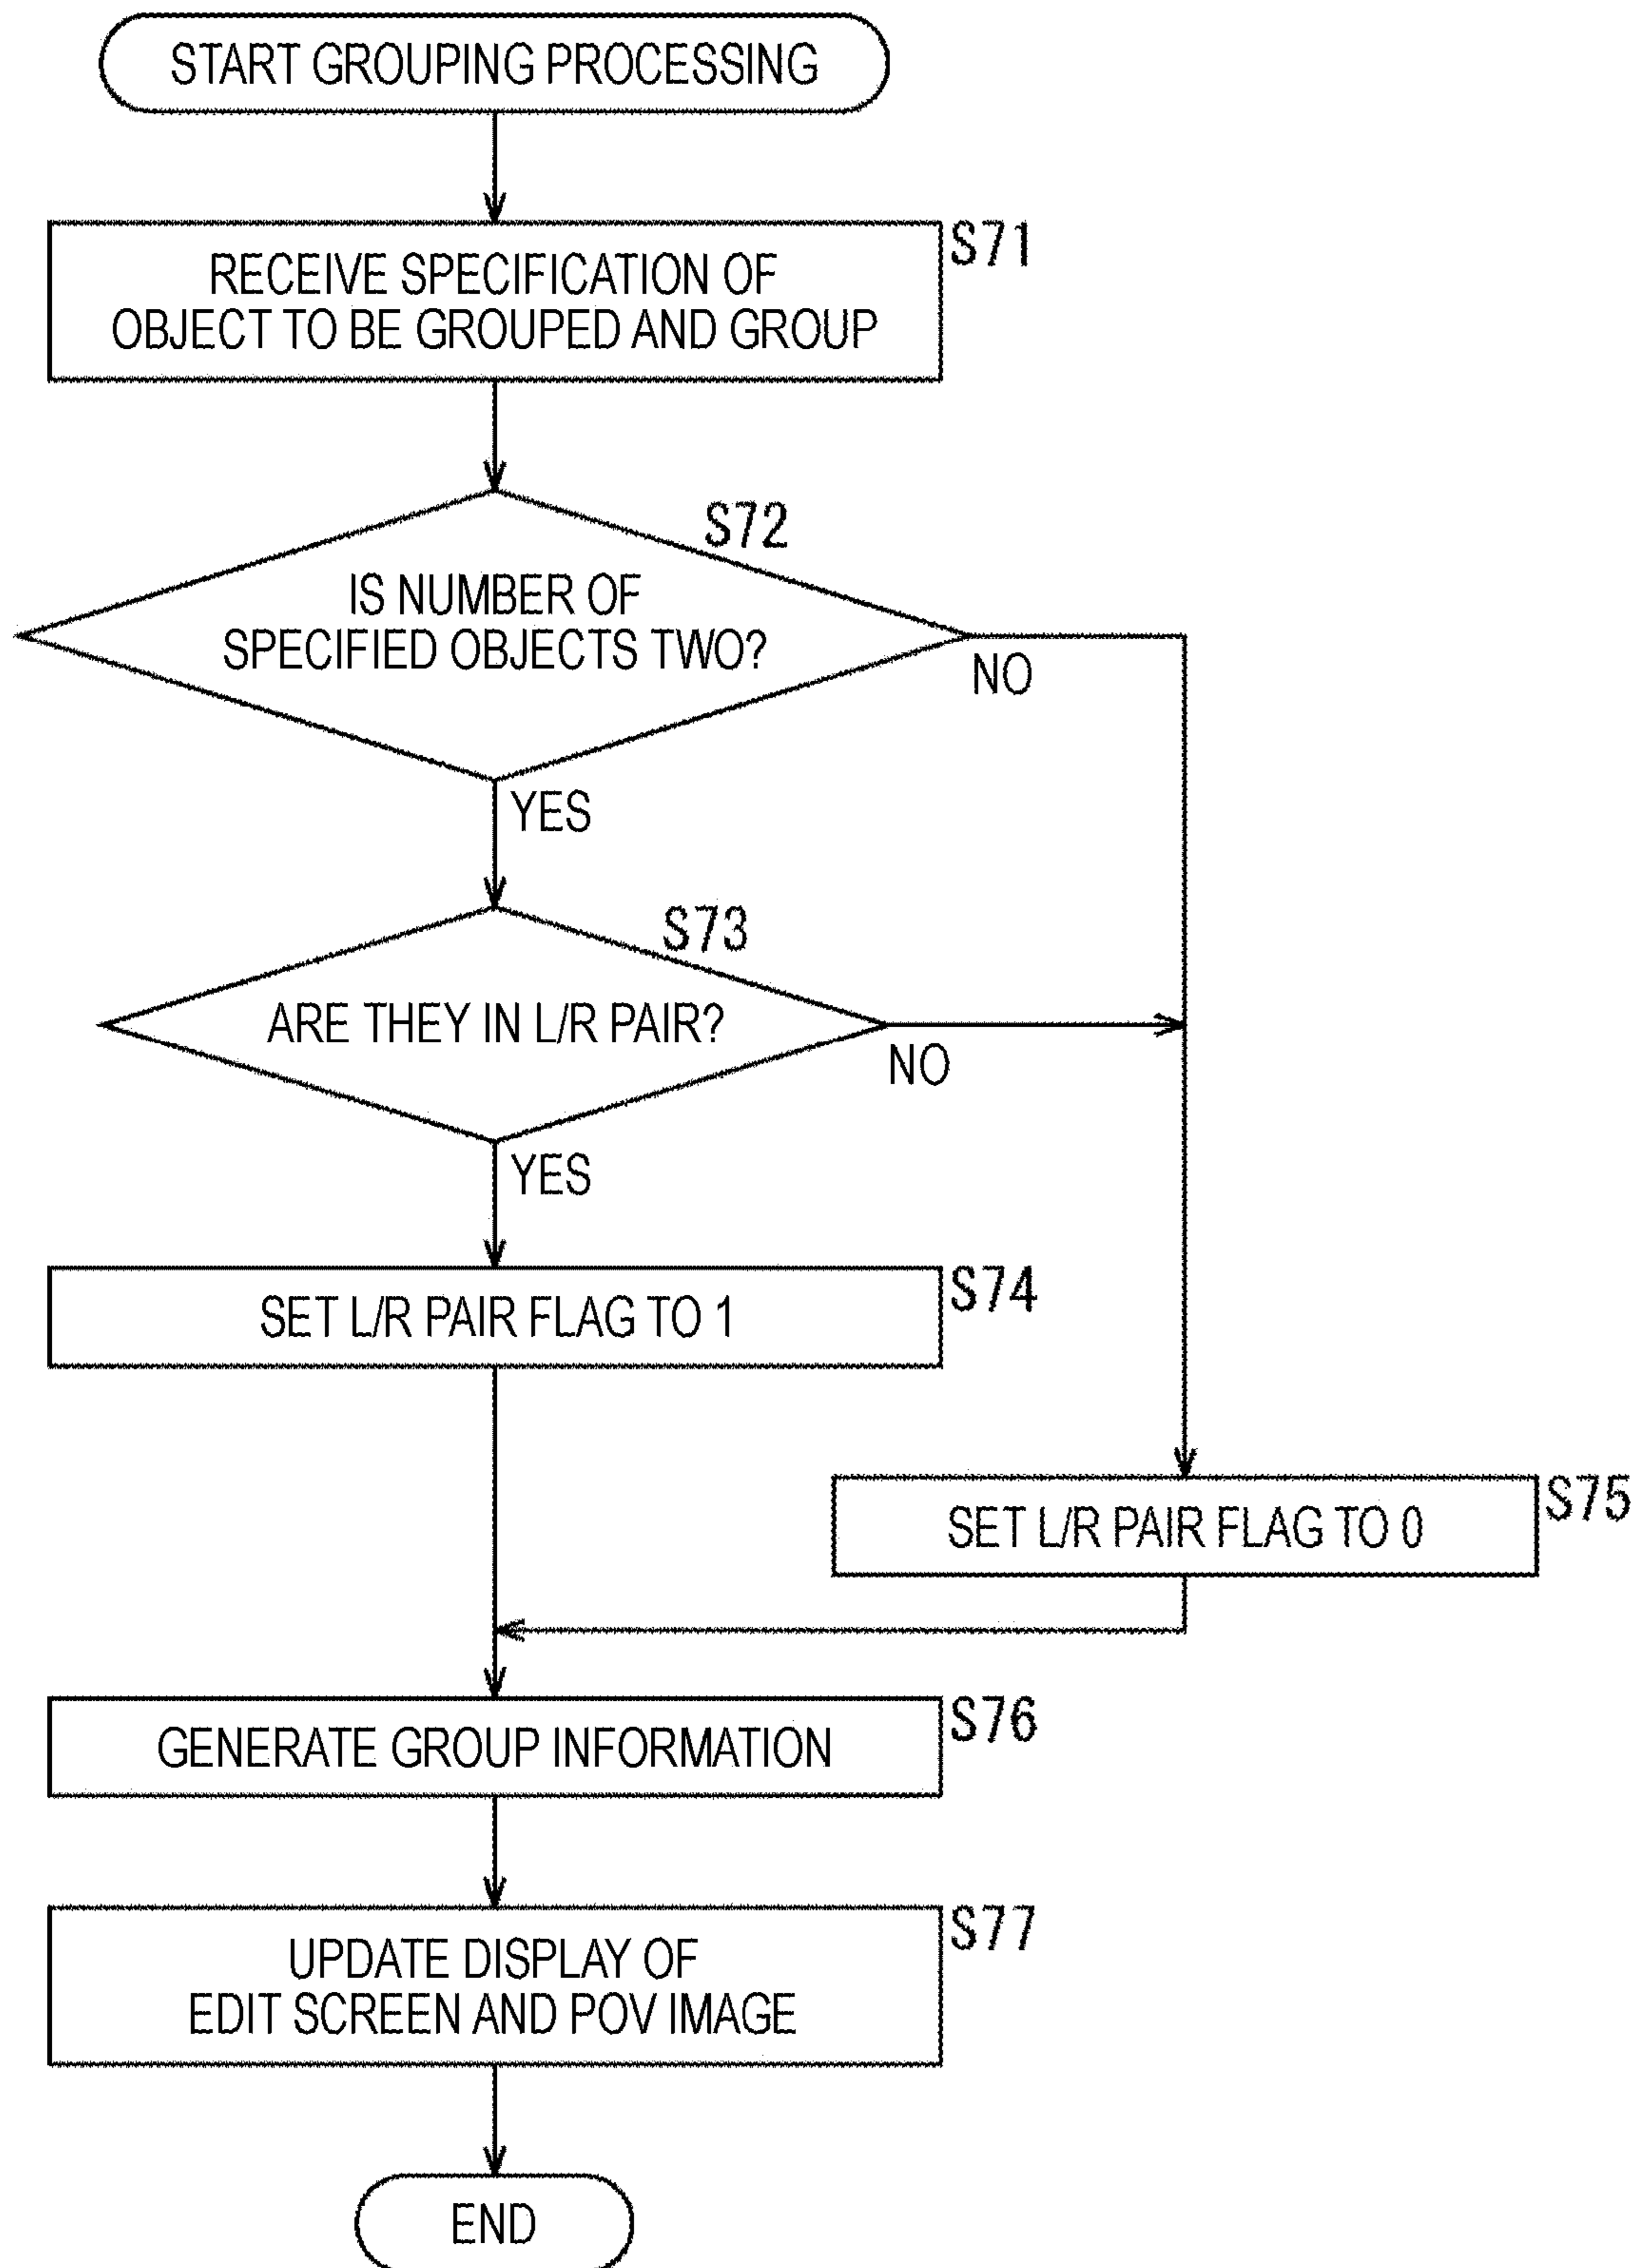 START GROUPING PROCESSING
S71
RECEIVE SPECIFICATION OF
OBJECT TO BE GROUPED AND GROUP
S72
IS NUMBER OF
SPECIFIED OBJECTS TWO?
NO
YES
S73
ARE THEY IN L/R PAIR?
NO
YES
S74
SET L/R PAIR FLAG TO 1
S75
SET L/R PAIR FLAG TO 0
S76
GENERATE GROUP INFORMATION
S77
UPDATE DISPLAY OF
EDIT SCREEN AND POV IMAGE
END